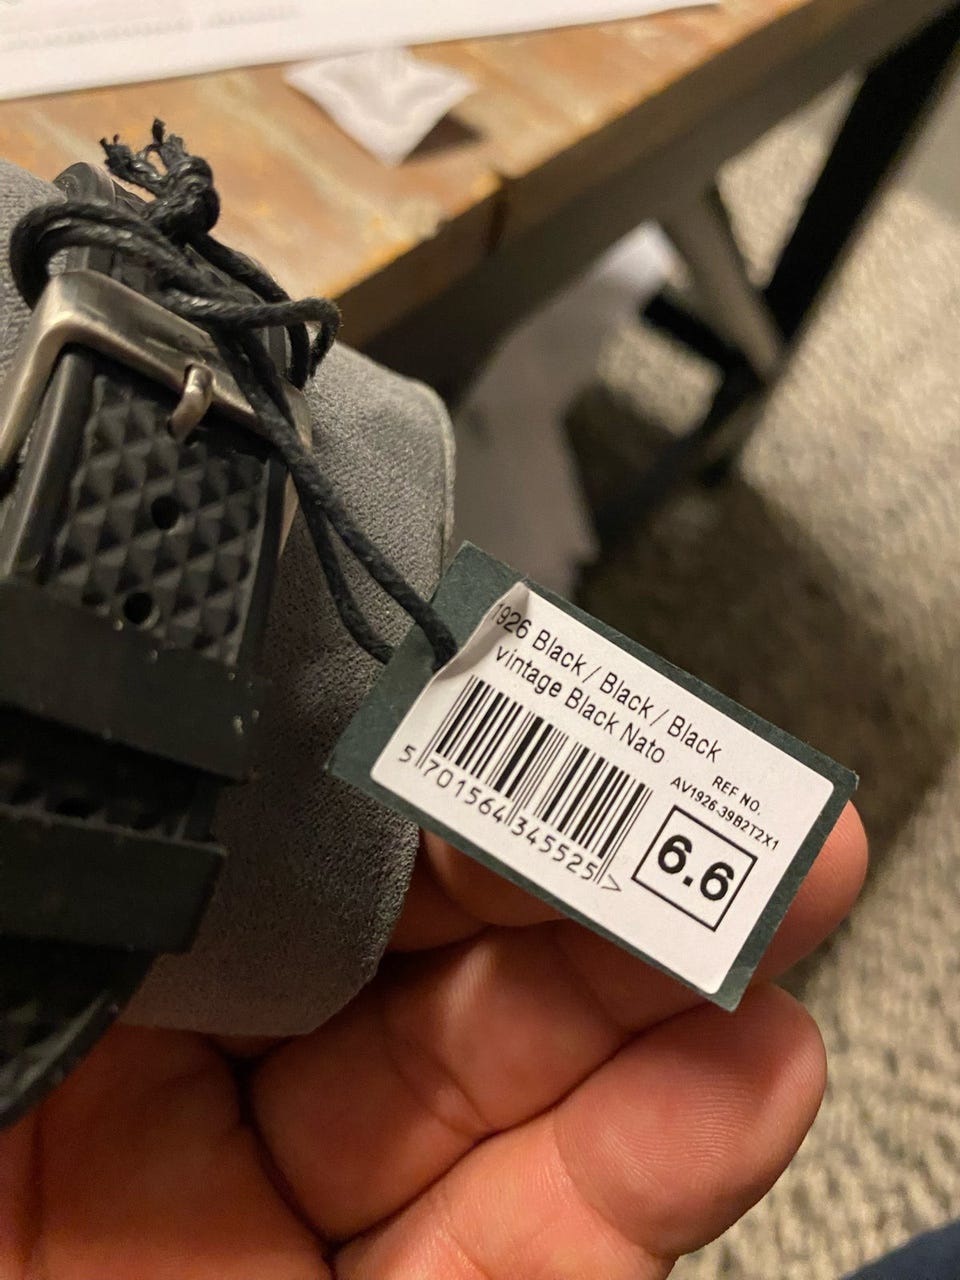 1926 Black / Black / Black
vintage Black Nato
REF NO.
AV1926-39B2T2X1
5 701564 345525 >
6.6